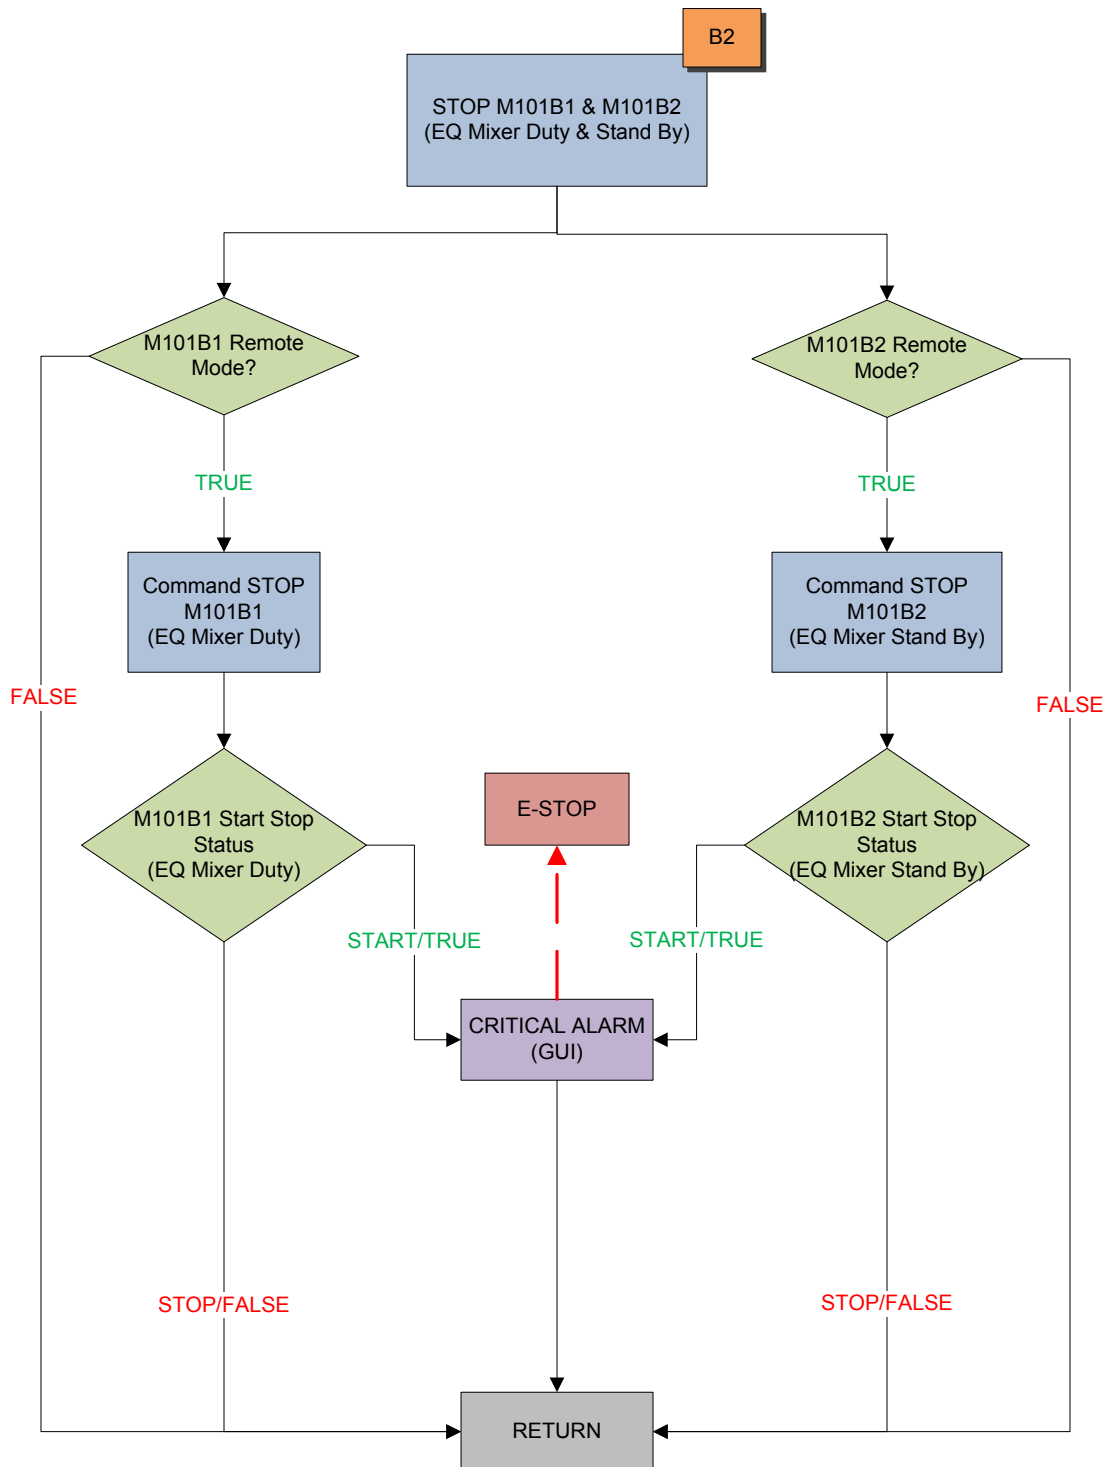 B2
STOP M101B1 & M101B2
(EQ Mixer Duty & Stand By)
M101B1 Remote
Mode?
M101B2 Remote
Mode?
TRUE
TRUE
Command STOP
M101B1
(EQ Mixer Duty)
Command STOP
M101B2
(EQ Mixer Stand By)
FALSE
FALSE
E-STOP
M101B1 Start Stop
Status
(EQ Mixer Duty)
M101B2 Start Stop
Status
(EQ Mixer Stand By)
START/TRUE
START/TRUE
CRITICAL ALARM
(GUI)
STOP/FALSE
STOP/FALSE
RETURN